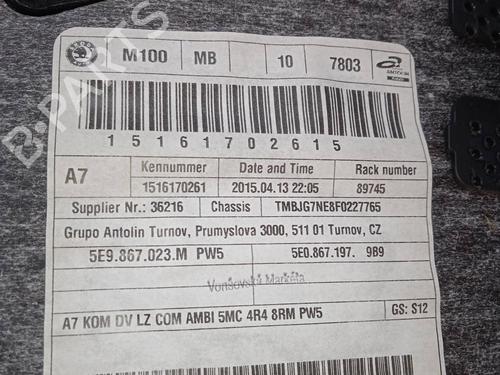 M100 MB 10 7803
1 5 1 6 1 7 0 2 6 1 5
A7
Kennummer Date and Time Rack number
1516170261 2015.04.13 22:05 89745
Supplier Nr.: 36216 Chassis TMBJG7NE8F0227765
Grupo Antolin Turnov, Prumyslova 3000, 511 01 Turnov, CZ
5E9.867.023.M PW5 5E0.867.197. 9B9
Voršovský Markéta
A7 KOM DV LZ COM AMBI 5MC 4R4 8RM PW5 GS: S12
B-PARTS